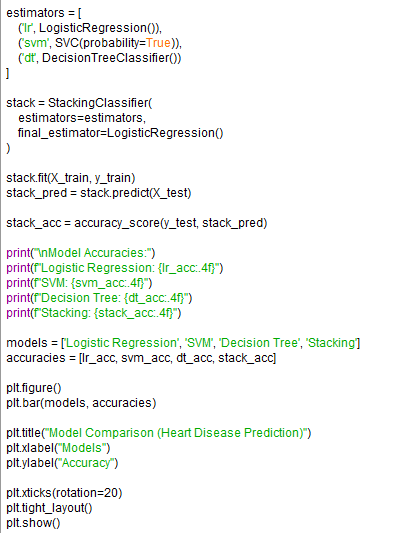 estimators = [
    ('lr', LogisticRegression()),
    ('svm', SVC(probability=True)),
    ('dt', DecisionTreeClassifier())
]

stack = StackingClassifier(
    estimators=estimators,
    final_estimator=LogisticRegression()
)

stack.fit(X_train, y_train)
stack_pred = stack.predict(X_test)

stack_acc = accuracy_score(y_test, stack_pred)

print("\nModel Accuracies:")
print(f"Logistic Regression: {lr_acc:.4f}")
print(f"SVM: {svm_acc:.4f}")
print(f"Decision Tree: {dt_acc:.4f}")
print(f"Stacking: {stack_acc:.4f}")

models = ['Logistic Regression', 'SVM', 'Decision Tree', 'Stacking']
accuracies = [lr_acc, svm_acc, dt_acc, stack_acc]

plt.figure()
plt.bar(models, accuracies)

plt.title("Model Comparison (Heart Disease Prediction)")
plt.xlabel("Models")
plt.ylabel("Accuracy")

plt.xticks(rotation=20)
plt.tight_layout()
plt.show()